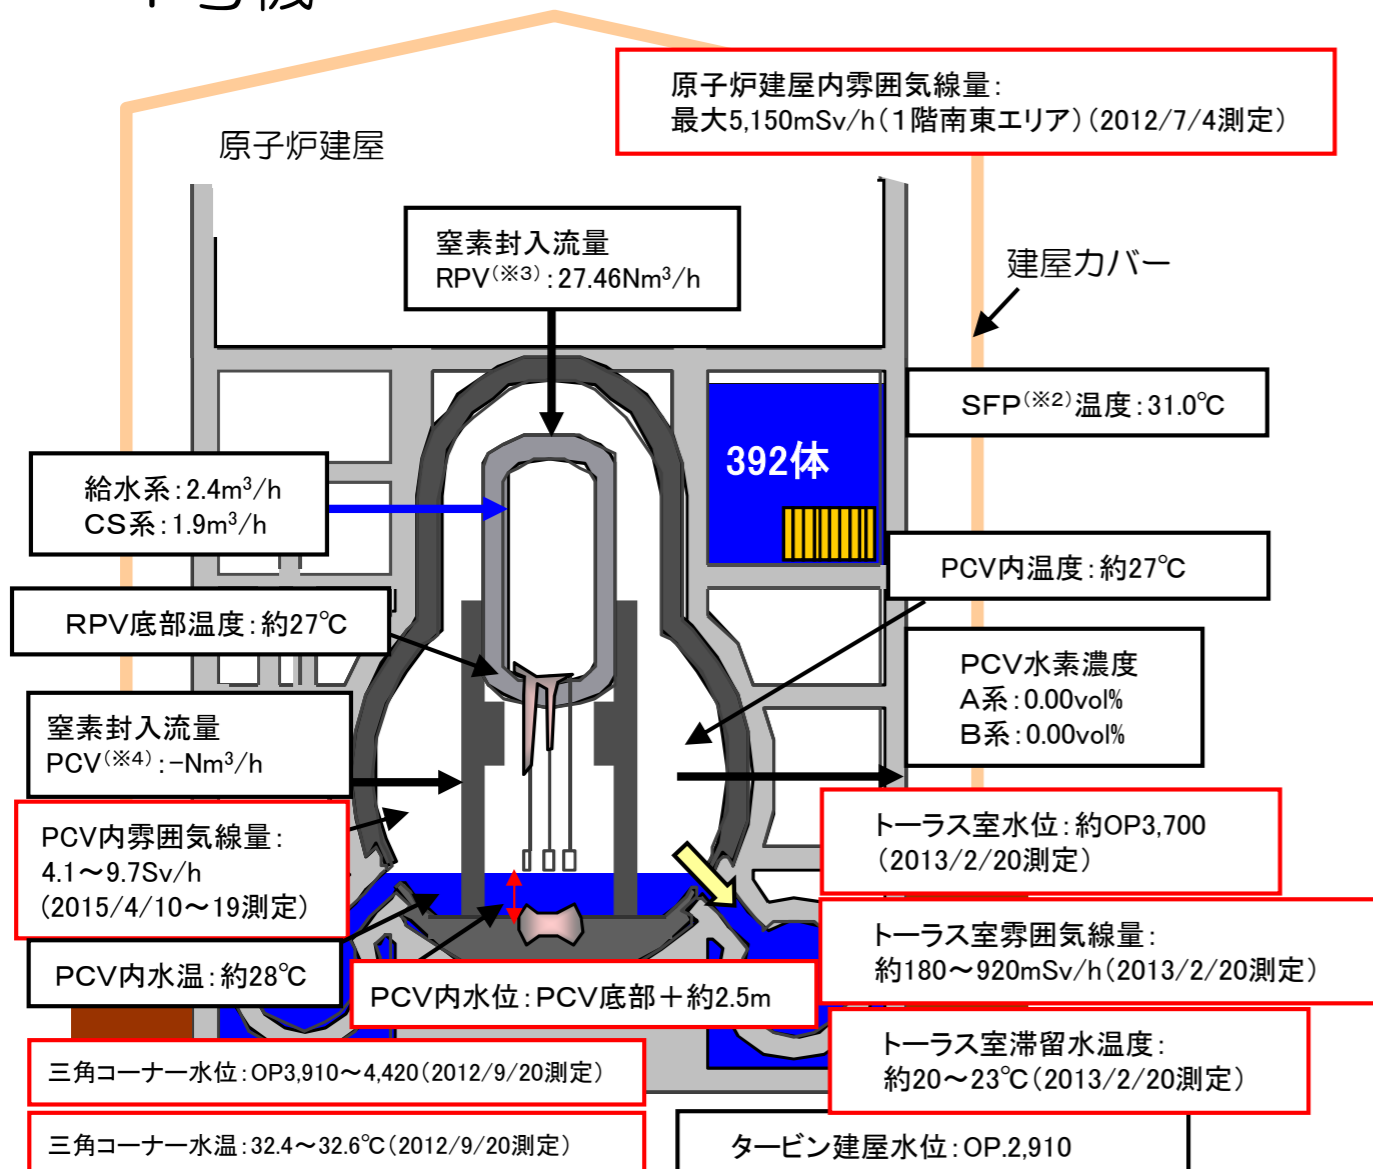 原子炉建屋内雰囲気線量：
最大5,150mSv/h（1階南東エリア）（2012/7/4測定）
原子炉建屋
窒素封入流量
RPV(※3)：27.46Nm³/h
建屋カバー
SFP(※2)温度：31.0℃
392体
給水系：2.4m³/h
CS系：1.9m³/h
PCV内温度：約27℃
RPV底部温度：約27℃
PCV水素濃度
A系：0.00vol%
B系：0.00vol%
窒素封入流量
PCV(※4)：-Nm³/h
PCV内雰囲気線量：
4.1～9.7Sv/h
（2015/4/10～19測定）
トーラス室水位：約OP3,700
（2013/2/20測定）
トーラス室雰囲気線量：
約180～920mSv/h（2013/2/20測定）
PCV内水温：約28℃
PCV内水位：PCV底部＋約2.5m
トーラス室滞留水温度：
約20～23℃（2013/2/20測定）
三角コーナー水位：OP3,910～4,420（2012/9/20測定）
三角コーナー水温：32.4～32.6℃（2012/9/20測定）
タービン建屋水位：OP.2,910